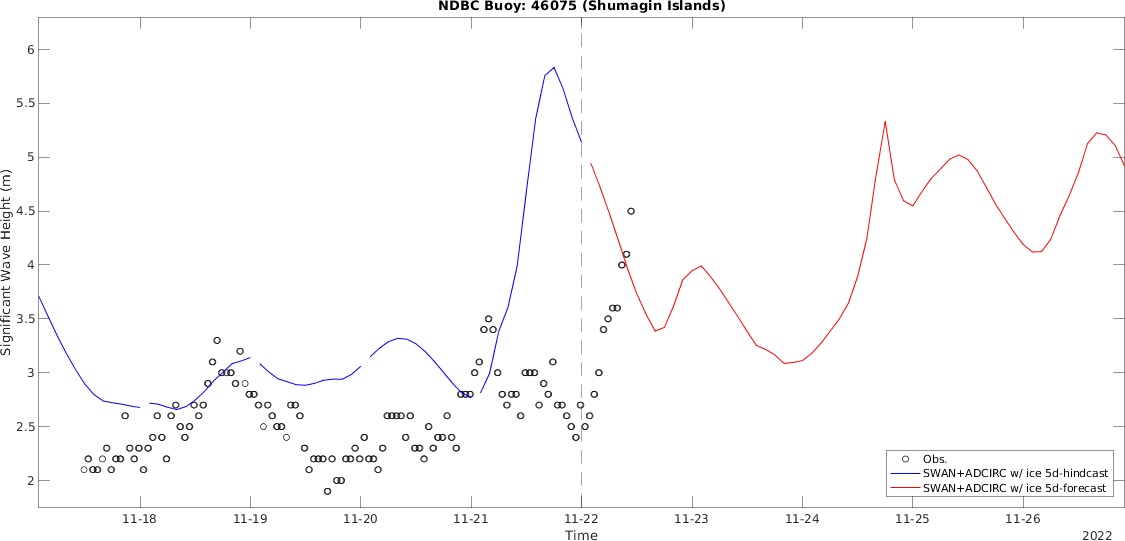 NDBC Buoy: 46075 (Shumagin Islands)
6
5.5
5
4.5
4
3.5
3
2.5
2
Significant Wave Height (m)
Obs.
SWAN+ADCIRC w/ ice 5d-hindcast
SWAN+ADCIRC w/ ice 5d-forecast
11-18 11-19 11-20 11-21 11-22 11-23 11-24 11-25 11-26
Time
2022